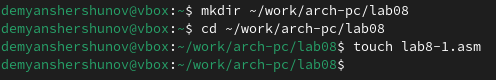 demyanshershunov@vbox:~$ mkdir ~/work/arch-pc/lab08
demyanshershunov@vbox:~$ cd ~/work/arch-pc/lab08
demyanshershunov@vbox:~/work/arch-pc/lab08$ touch lab8-1.asm
demyanshershunov@vbox:~/work/arch-pc/lab08$